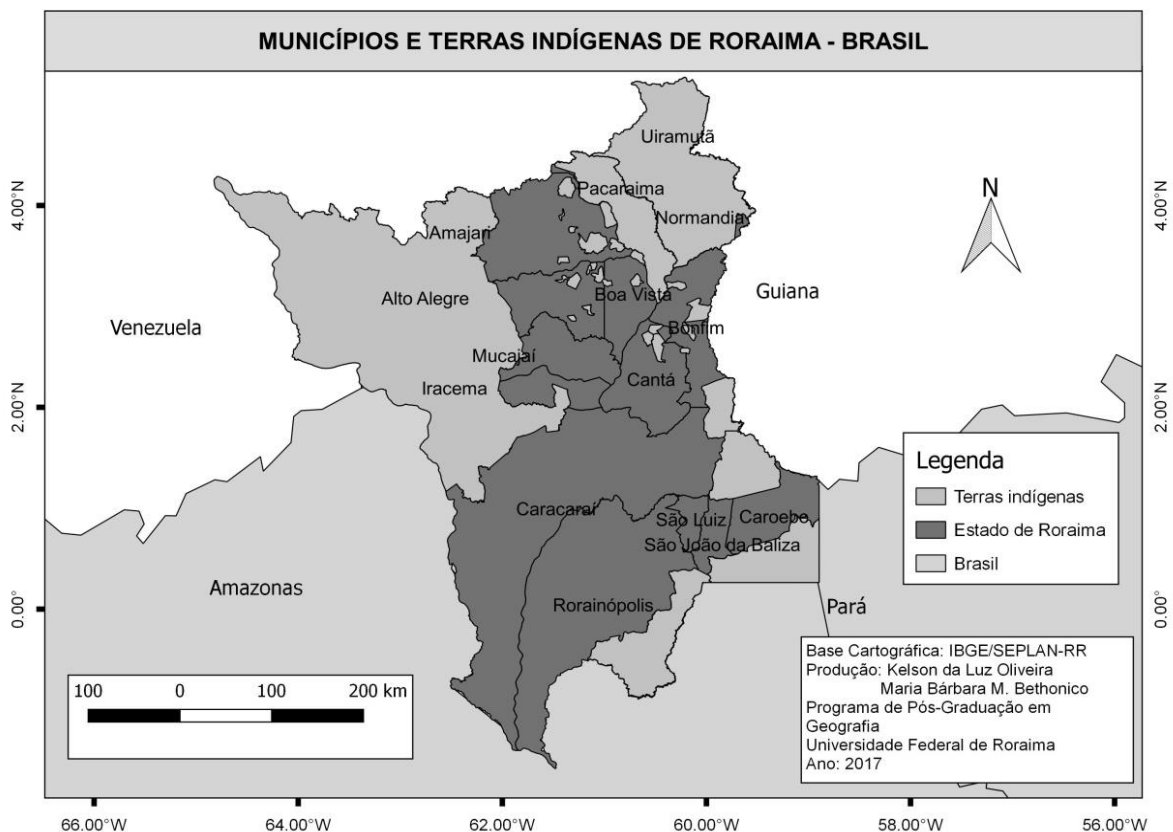 MUNICÍPIOS E TERRAS INDÍGENAS DE RORAIMA - BRASIL
Uiramutã
Pacaraima
N
4.00°N
4.00°N
Normandia
Amajari
Alto Alegre
Boa Vista
Guiana
Venezuela
Bonfim
Mucajaí
Cantá
Iracema
2.00°N
2.00°N
Legenda
Terras indígenas
Estado de Roraima
Brasil
Caracaraí
São Luiz
Caroebe
São João da Baliza
Amazonas
Rorainópolis
Pará
0.00°
0.00°
Base Cartográfica: IBGE/SEPLAN-RR
Produção: Kelson da Luz Oliveira
Maria Bárbara M. Bethonico
Programa de Pós-Graduação em
Geografia
Universidade Federal de Roraima
Ano: 2017
100 0 100 200 km
66.00°W 64.00°W 62.00°W 60.00°W 58.00°W 56.00°W